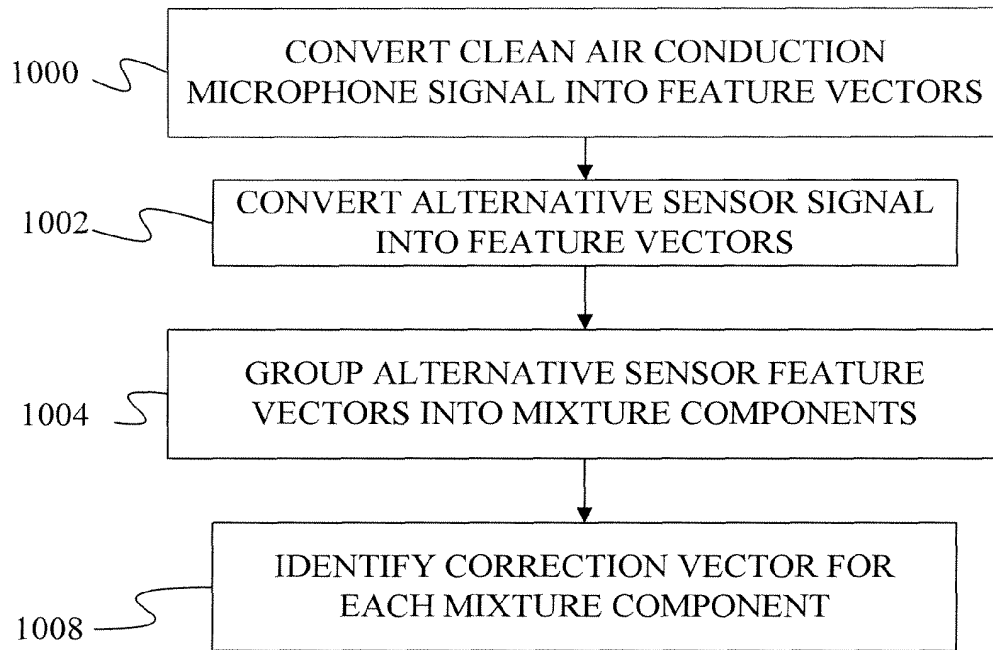 1000
CONVERT CLEAN AIR CONDUCTION
MICROPHONE SIGNAL INTO FEATURE VECTORS
1002
CONVERT ALTERNATIVE SENSOR SIGNAL
INTO FEATURE VECTORS
1004
GROUP ALTERNATIVE SENSOR FEATURE
VECTORS INTO MIXTURE COMPONENTS
1008
IDENTIFY CORRECTION VECTOR FOR
EACH MIXTURE COMPONENT